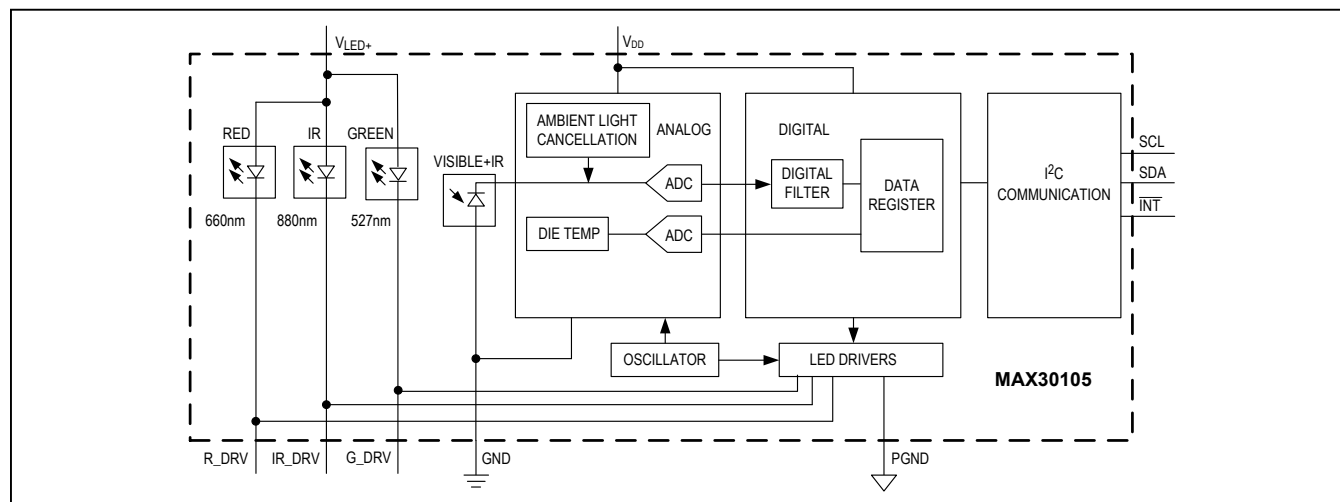 VLED+
VDD
RED
IR
GREEN
660nm
880nm
527nm
VISIBLE+IR
AMBIENT LIGHT
CANCELLATION
ANALOG
ADC
DIE TEMP
ADC
DIGITAL
DIGITAL
FILTER
DATA
REGISTER
I²C
COMMUNICATION
SCL
SDA
INT
OSCILLATOR
LED DRIVERS
MAX30105
R_DRV
IR_DRV
G_DRV
GND
PGND